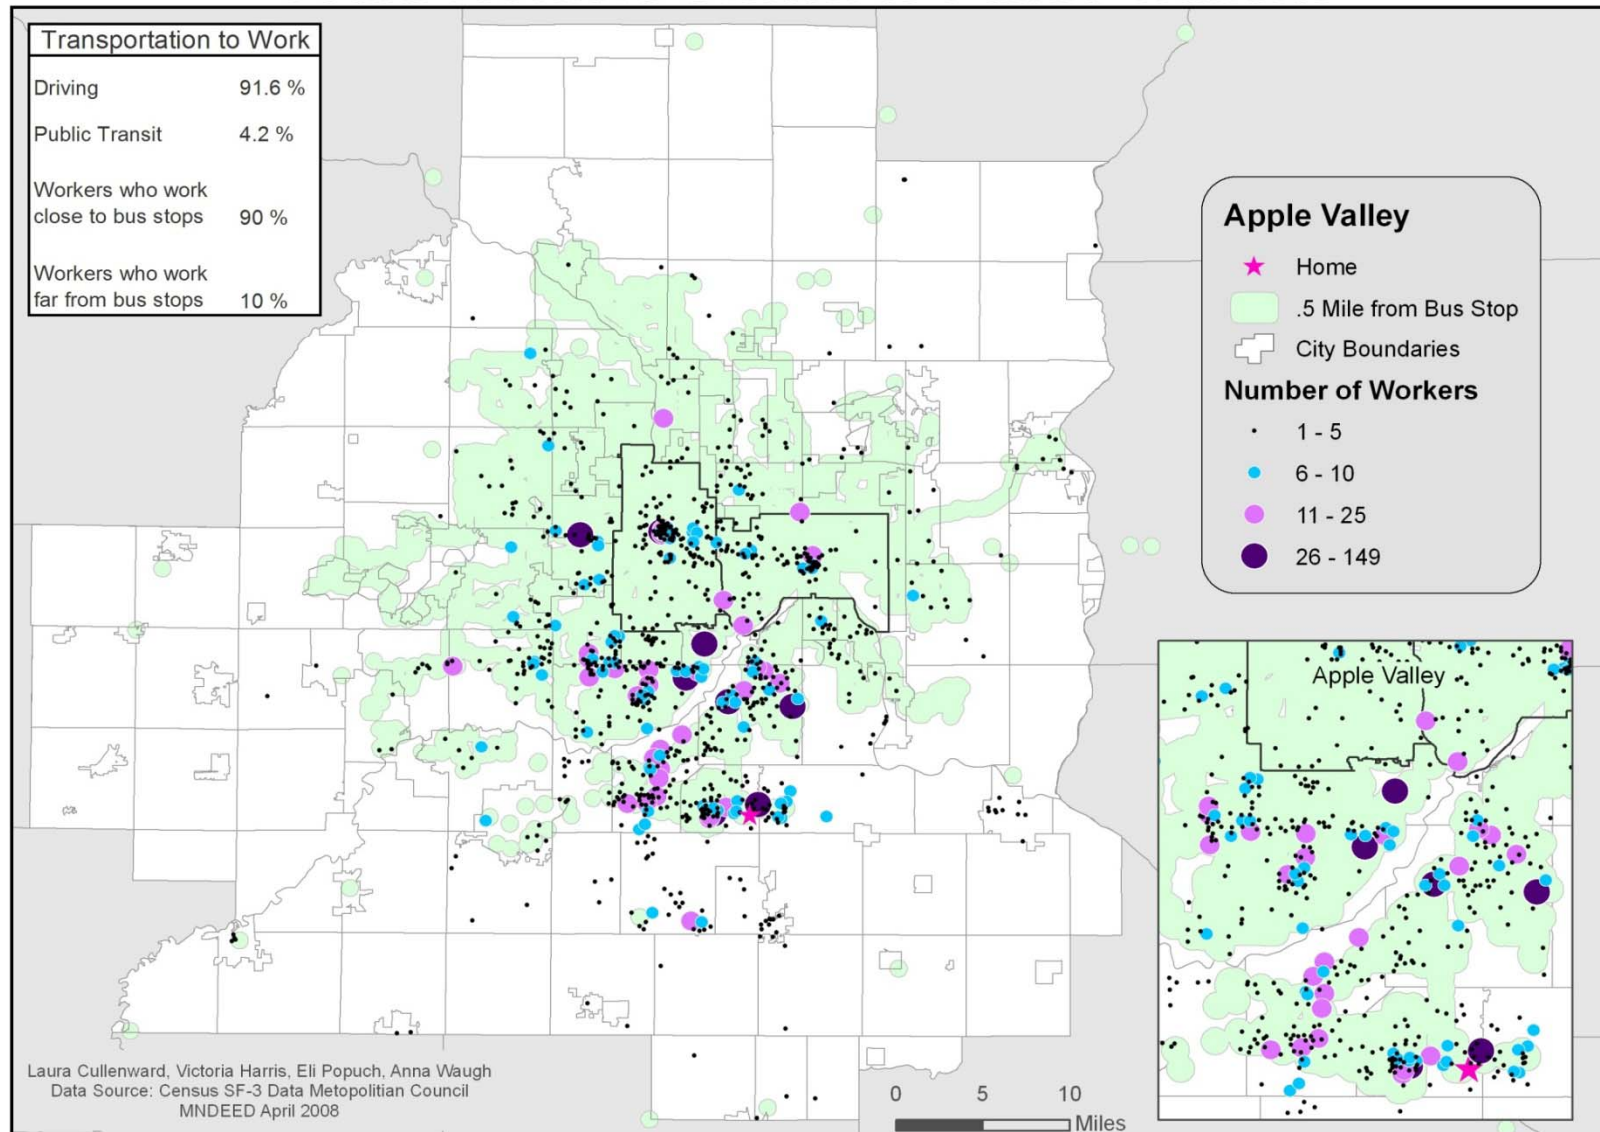 Transportation to Work
Driving 91.6 %
Public Transit 4.2 %
Workers who work
close to bus stops 90 %
Workers who work
far from bus stops 10 %
Apple Valley
Home
.5 Mile from Bus Stop
City Boundaries
Number of Workers
1 - 5
6 - 10
11 - 25
26 - 149
Apple Valley
Laura Cullenward, Victoria Harris, Eli Popuch, Anna Waugh
Data Source: Census SF-3 Data Metopolitian Council
MNDEED April 2008
0 5 10
Miles